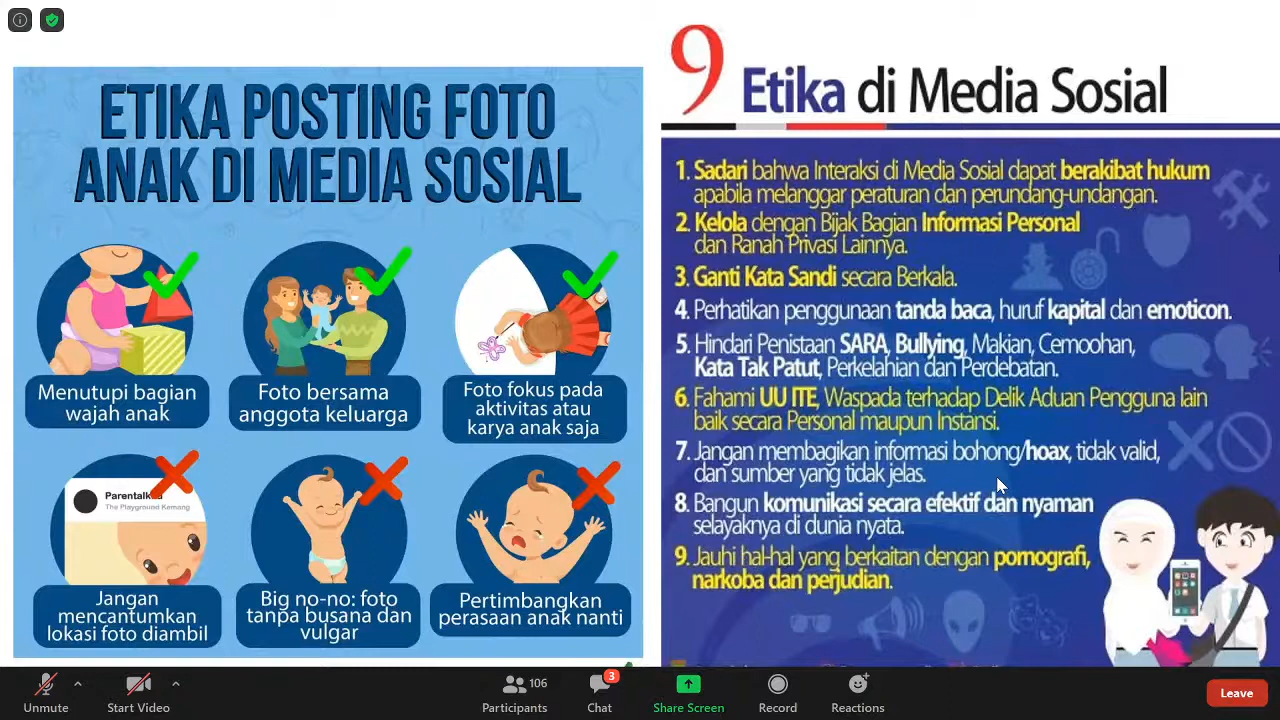 ETIKA POSTING FOTO
ANAK DI MEDIA SOSIAL
Menutupi bagian
wajah anak
Foto bersama
anggota keluarga
Foto fokus pada
aktivitas atau
karya anak saja
The Playground Kemang
Jangan
mencantumkan
lokasi foto diambil
Big no-no: foto
tanpa busana dan
vulgar
Pertimbangkan
perasaan anak nanti
9 Etika di Media Sosial
1. Sadari bahwa Interaksi di Media Sosial dapat berakibat hukum
apabila melanggar peraturan dan perundang-undangan.
2. Kelola dengan Bijak Bagian Informasi Personal
dan Ranah Privasi Lainnya.
3. Ganti Kata Sandi secara Berkala.
4. Perhatikan penggunaan tanda baca, huruf kapital dan emoticon.
5. Hindari Penistaan SARA, Bullying, Makian, Cemoohan,
Kata Tak Patut, Perkelahian dan Perdebatan.
6. Fahami UU ITE, Waspada terhadap Delik Aduan Pengguna lain
baik secara Personal maupun Instansi.
7. Jangan membagikan informasi bohong/hoax, tidak valid,
dan sumber yang tidak jelas.
8. Bangun komunikasi secara efektif dan nyaman
selayaknya di dunia nyata.
9. Jauhi hal-hal yang berkaitan dengan pornografi,
narkoba dan perjudian.
Unmute
Start Video
106
Participants
3
Chat
Share Screen
Record
Reactions
Leave